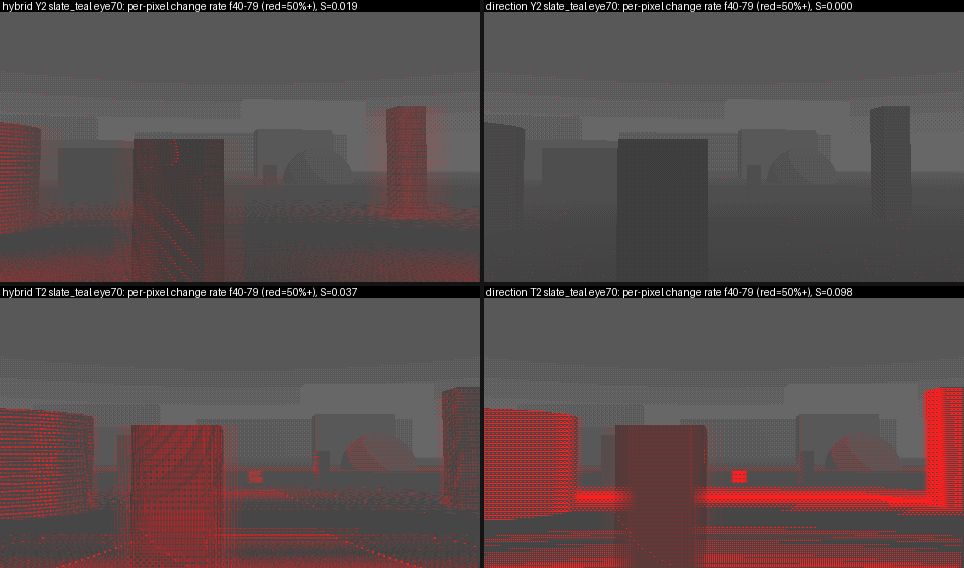 hybrid Y2 slate_teal eye70: per-pixel change rate f40-79 (red=50%+), S=0.019
direction Y2 slate_teal eye70: per-pixel change rate f40-79 (red=50%+), S=0.000
hybrid T2 slate_teal eye70: per-pixel change rate f40-79 (red=50%+), S=0.037
direction T2 slate_teal eye70: per-pixel change rate f40-79 (red=50%+), S=0.098